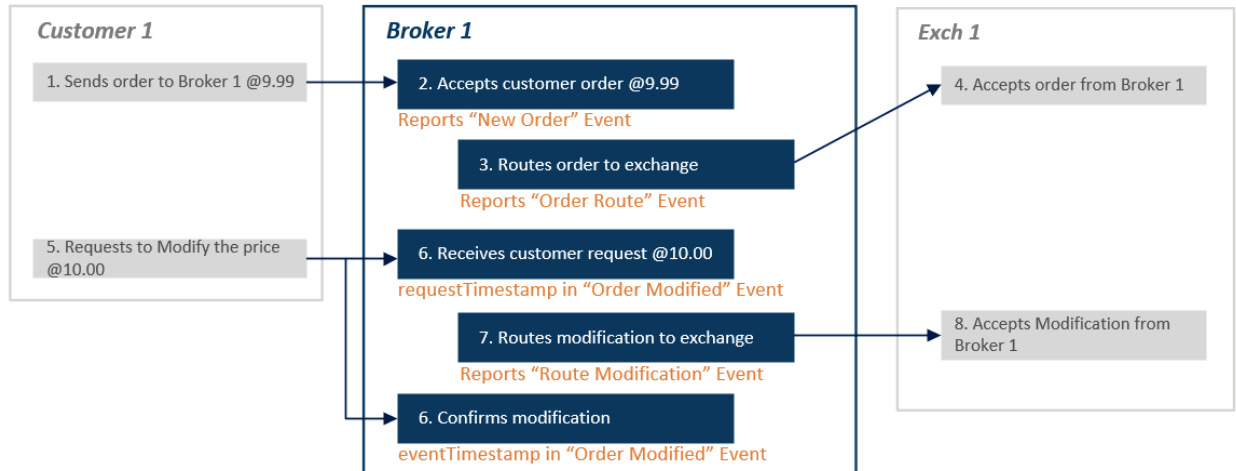 Customer 1
1. Sends order to Broker 1 @9.99
5. Requests to Modify the price
@10.00
Broker 1
2. Accepts customer order @9.99
Reports “New Order” Event
3. Routes order to exchange
Reports “Order Route” Event
6. Receives customer request @10.00
requestTimestamp in “Order Modified” Event
7. Routes modification to exchange
Reports “Route Modification” Event
6. Confirms modification
eventTimestamp in “Order Modified” Event
Exch 1
4. Accepts order from Broker 1
8. Accepts Modification from
Broker 1